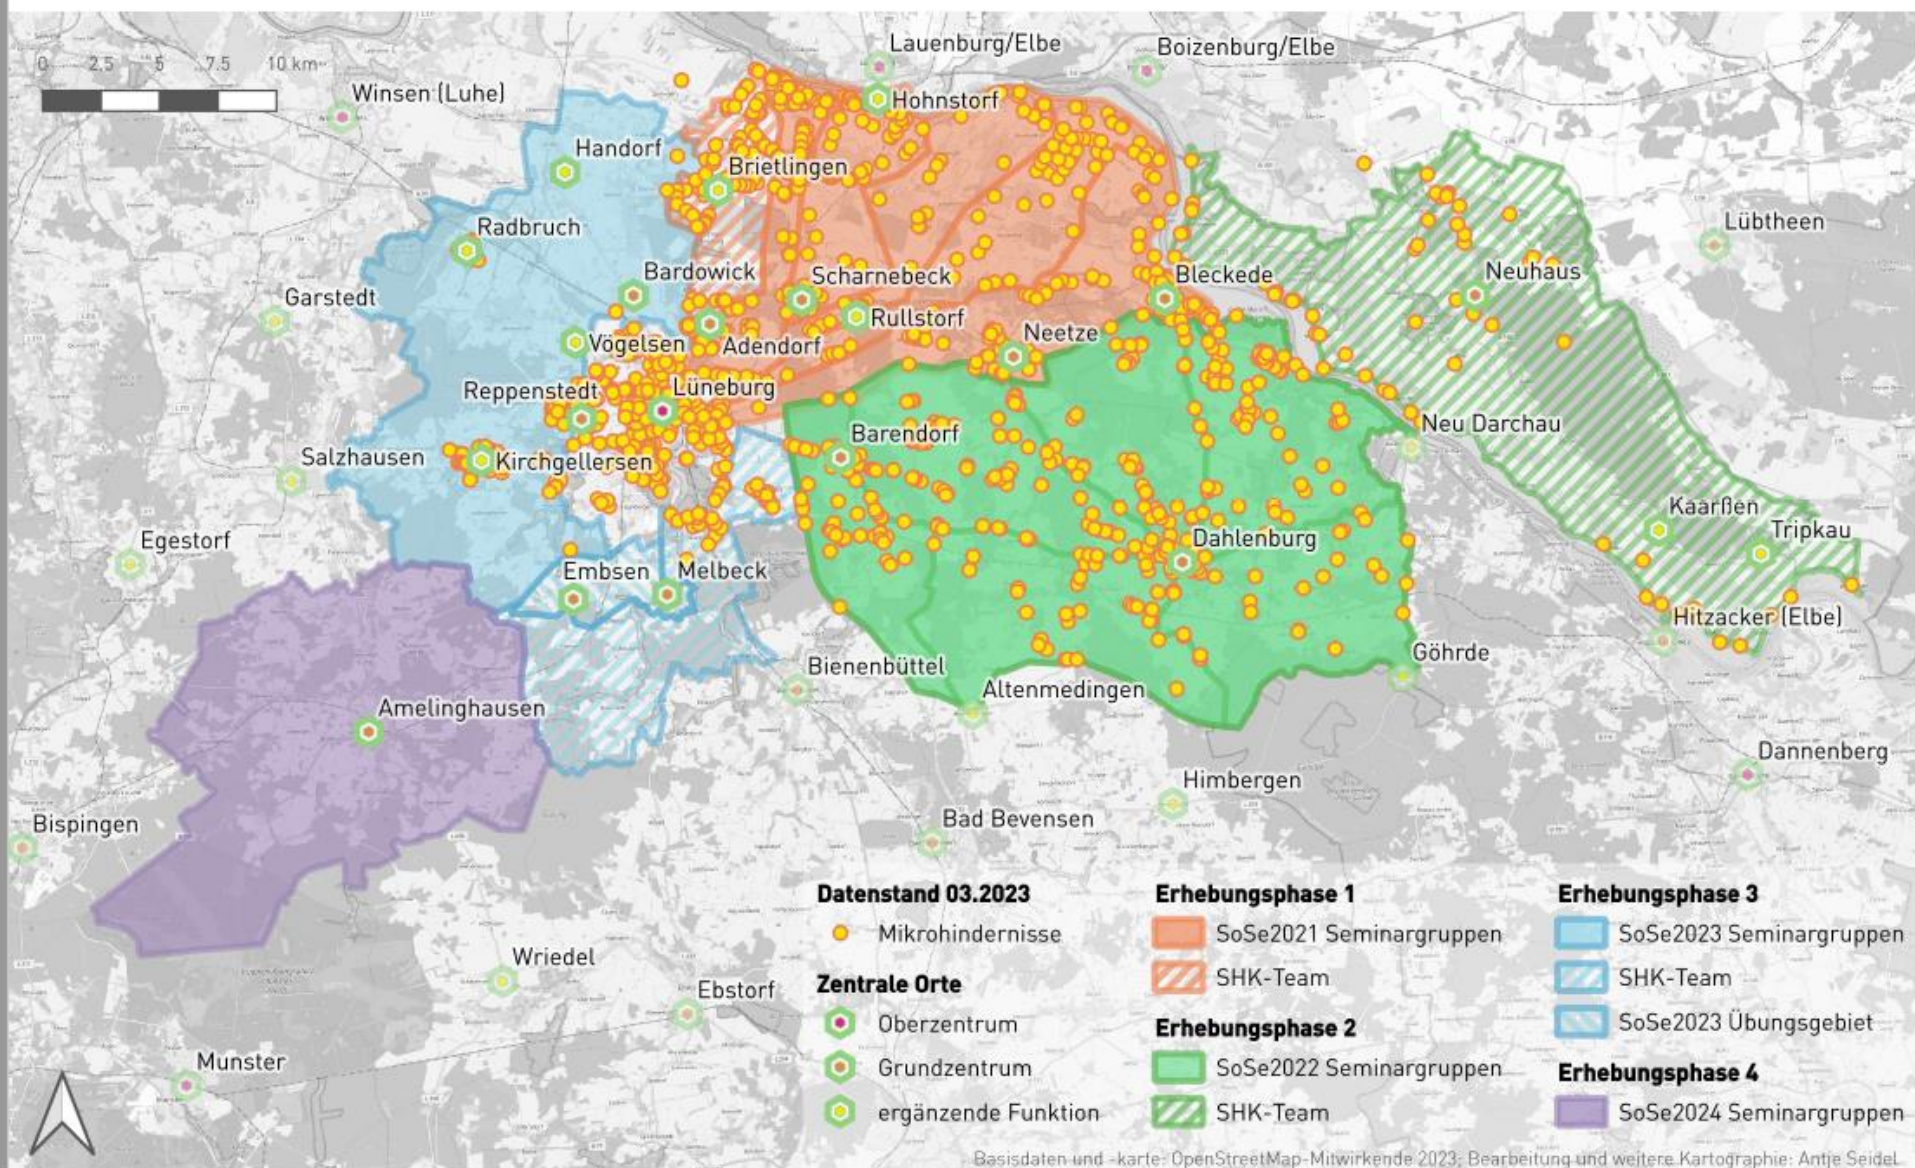 0 2,5 5 7,5 10 km
Lauenburg/Elbe
Boizenburg/Elbe
Winsen (Luhe)
Hohnstorf
Handorf
Brietlingen
Radbruch
Lübtheen
Bardowick
Scharnebeck
Bleckede
Neuhaus
Garstedt
Rullstorf
Neetze
Vögelsen
Adendorf
Reppenstedt
Lüneburg
Neu Darchau
Barendorf
Salzhausen
Kirchgellersen
Kaarßen
Tripkau
Egestorf
Dahlenburg
Embsen
Melbeck
Hitzacker (Elbe)
Göhrde
Bienenbüttel
Altenmedingen
Amelinghausen
Dannenberg
Himbergen
Bispingen
Bad Bevensen
Wriedel
Ebstorf
Munster
Datenstand 03.2023
Mikrohindernisse
Zentrale Orte
Oberzentrum
Grundzentrum
ergänzende Funktion
Erhebungsphase 1
SoSe2021 Seminargruppen
SHK-Team
Erhebungsphase 2
SoSe2022 Seminargruppen
SHK-Team
Erhebungsphase 3
SoSe2023 Seminargruppen
SHK-Team
SoSe2023 Übungsgebiet
Erhebungsphase 4
SoSe2024 Seminargruppen
Basisdaten und -karte: OpenStreetMap-Mitwirkende 2023; Bearbeitung und weitere Kartographie: Antje Seidel